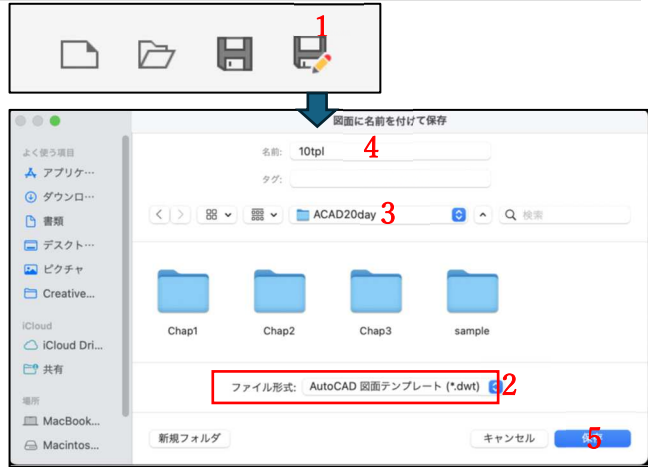 1
図面に名前を付けて保存
よく使う項目
アプリケ…
ダウンロ…
書類
デスクト…
ピクチャ
Creative...
iCloud
iCloud Dri...
共有
場所
MacBook...
Macintos...
名前: 10tpl 4
タグ:
ACAD20day 3
検索
Chap1 Chap2 Chap3 sample
ファイル形式: AutoCAD 図面テンプレート (*.dwt) 2
新規フォルダ キャンセル 5